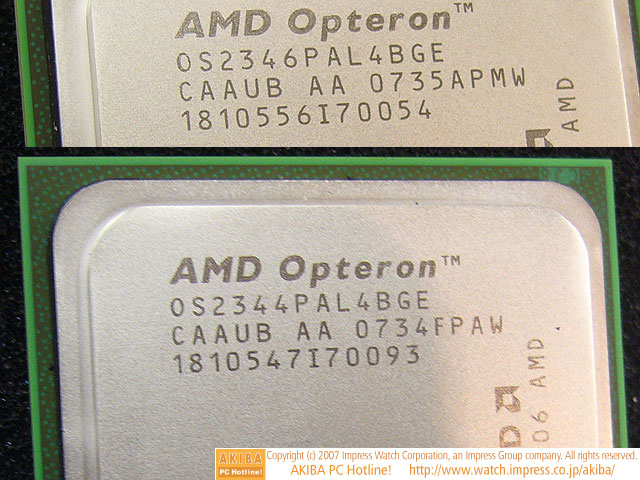 AMD Opteron™
OS2346PAL4BGE
CAAUB AA 0735APMW
1810556I70054
AMD
AMD Opteron™
OS2344PAL4BGE
CAAUB AA 0734FPAW
1810547I70093
06 AMD
D
AKIBA
PC Hotline!
Copyright (c) 2007 Impress Watch Corporation, an Impress Group company. All rights reserved.
AKIBA PC Hotline! http://www.watch.impress.co.jp/akiba/